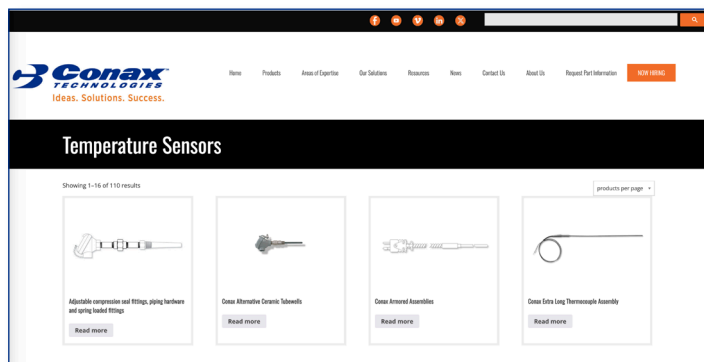 Conax
TECHNOLOGIES
Ideas. Solutions. Success.
Home Products Areas of Expertise Our Solutions Resources News Contact Us About Us Request Part Information NOW HIRING
Temperature Sensors
Showing 1–16 of 110 results
products per page
Adjustable compression seal fittings, piping hardware
and spring loaded fittings
Read more
Conax Alternative Ceramic Tubewells
Read more
Conax Armored Assemblies
Read more
Conax Extra Long Thermocouple Assembly
Read more